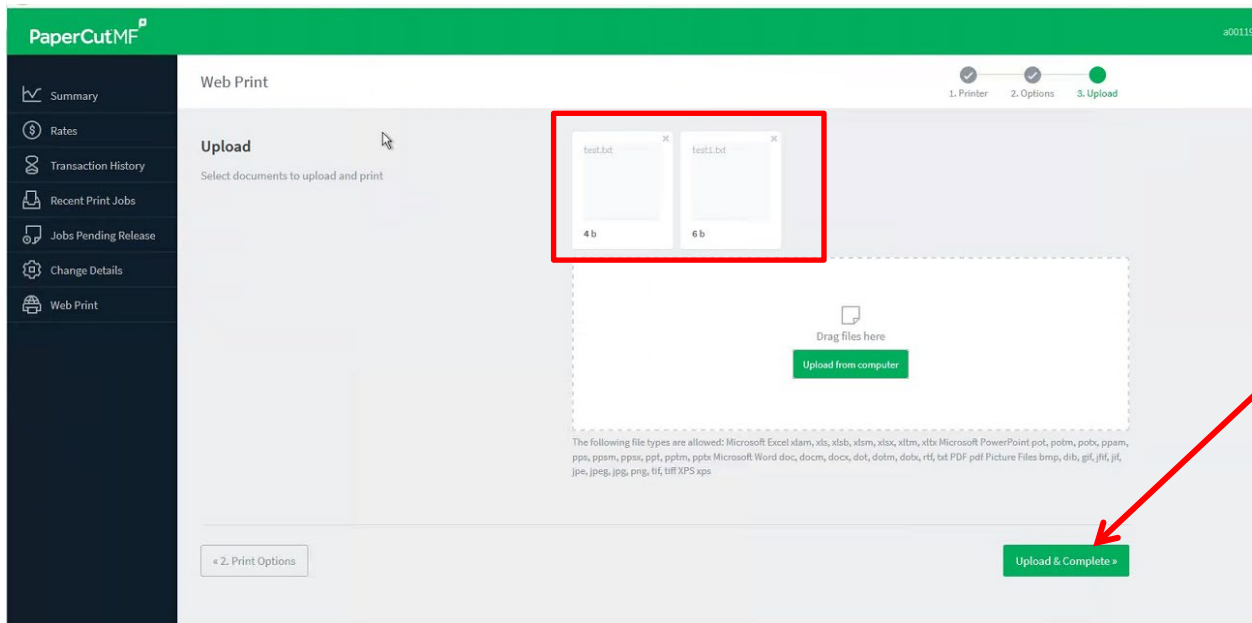 PaperCutMF
a00119
Summary
Rates
Transaction History
Recent Print Jobs
Jobs Pending Release
Change Details
Web Print
Web Print
1. Printer
2. Options
3. Upload
Upload
Select documents to upload and print
test.txt
test1.txt
4 b
6 b
Drag files here
Upload from computer
The following file types are allowed: Microsoft Excel xlam, xls, xlsb, xlsm, xlsx, xltm, xltx Microsoft PowerPoint pot, potm, potx, ppam,
pps, ppsm, ppsx, ppt, pptm, pptx Microsoft Word doc, docm, docx, dot, dotm, dotx, rtf, txt PDF pdf Picture Files bmp, dib, gif, jfif, jif,
jpe, jpeg, jpg, png, tif, tiff XPS xps
« 2. Print Options
Upload & Complete »